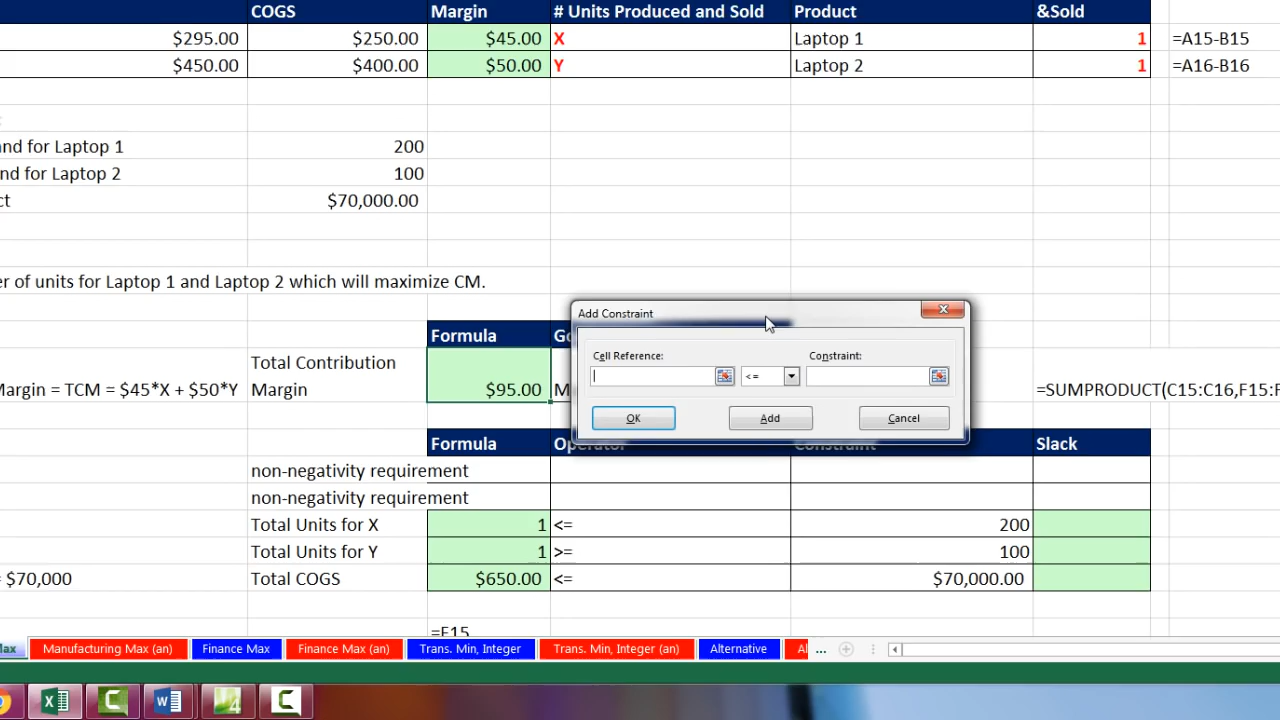 COGS Margin # Units Produced and Sold Product &Sold
$295.00 $250.00 $45.00 X Laptop 1 1 =A15-B15
$450.00 $400.00 $50.00 Y Laptop 2 1 =A16-B16
and for Laptop 1 200
nd for Laptop 2 100
ct $70,000.00
er of units for Laptop 1 and Laptop 2 which will maximize CM.
Add Constraint
Formula Go
Cell Reference: Constraint:
Total Contribution
<=
Margin = TCM = $45*X + $50*Y Margin $95.00 M =SUMPRODUCT(C15:C16,F15:F
OK Add Cancel
Formula Operator Constraint Slack
non-negativity requirement
non-negativity requirement
Total Units for X 1 <= 200
Total Units for Y 1 >= 100
= $70,000 Total COGS $650.00 <= $70,000.00
=F15
Max Manufacturing Max (an) Finance Max Finance Max (an) Trans. Min, Integer Trans. Min, Integer (an) Alternative Al ...